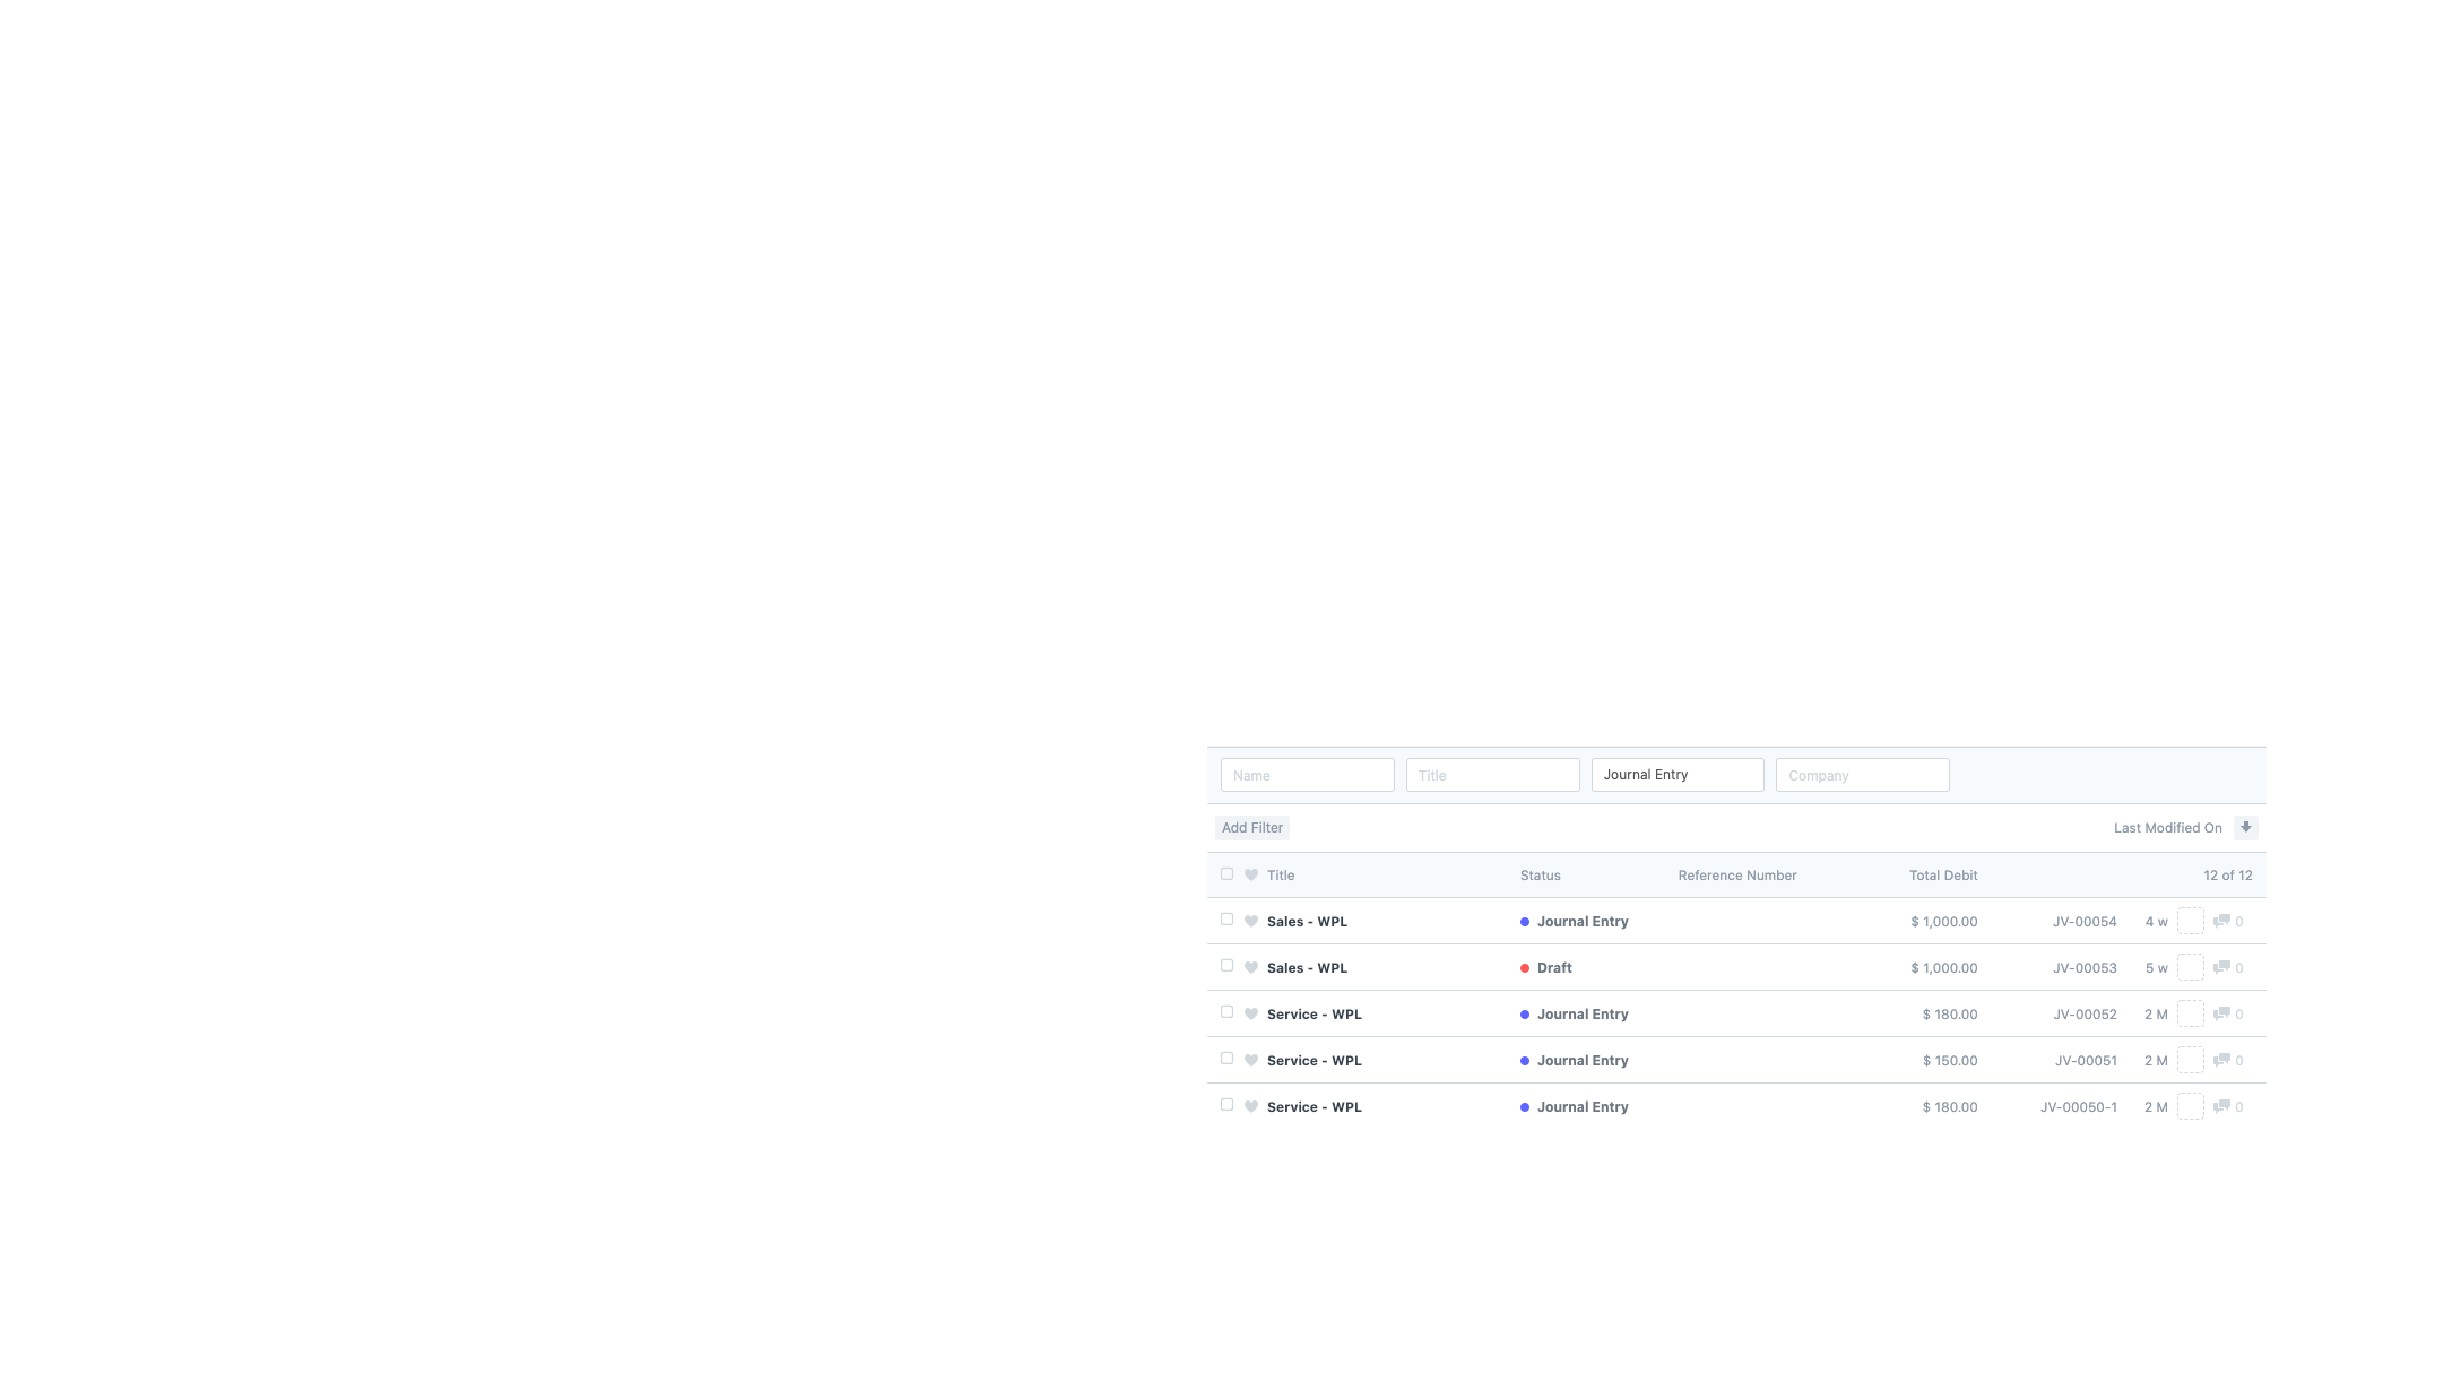 Name Title Journal Entry Company
Add Filter Last Modified On
Title Status Reference Number Total Debit 12 of 12
Sales - WPL Journal Entry $ 1,000.00 JV-00054 4 w 0
Sales - WPL Draft $ 1,000.00 JV-00053 5 w 0
Service - WPL Journal Entry $ 180.00 JV-00052 2 M 0
Service - WPL Journal Entry $ 150.00 JV-00051 2 M 0
Service - WPL Journal Entry $ 180.00 JV-00050-1 2 M 0